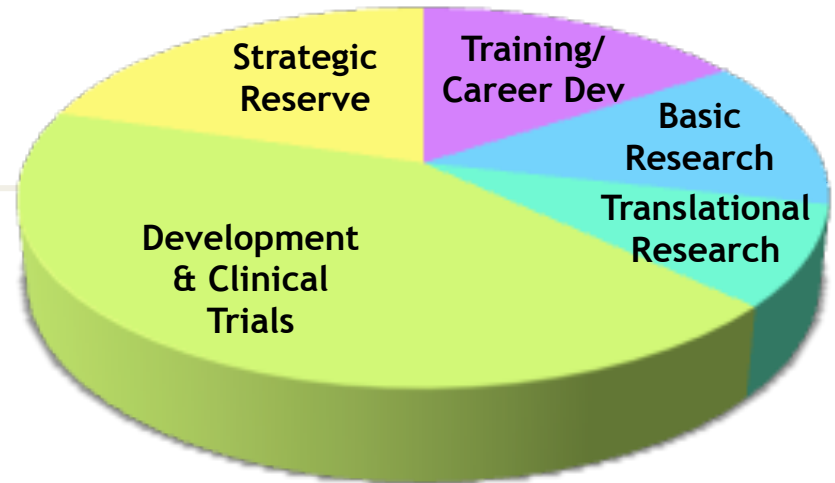 Strategic
Reserve
Training/
Career Dev
Basic
Research
Translational
Research
Development
& Clinical
Trials